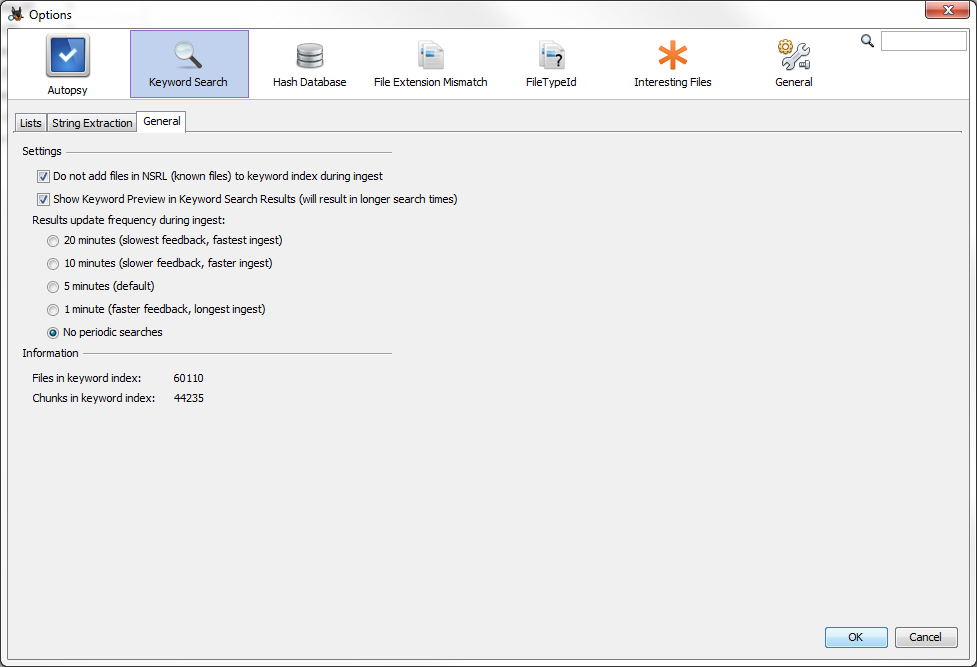 Options
Autopsy
Keyword Search
Hash Database
File Extension Mismatch
FileTypeId
Interesting Files
General
Lists
String Extraction
General
Settings
Do not add files in NSRL (known files) to keyword index during ingest
Show Keyword Preview in Keyword Search Results (will result in longer search times)
Results update frequency during ingest:
20 minutes (slowest feedback, fastest ingest)
10 minutes (slower feedback, faster ingest)
5 minutes (default)
1 minute (faster feedback, longest ingest)
No periodic searches
Information
Files in keyword index: 60110
Chunks in keyword index: 44235
OK
Cancel